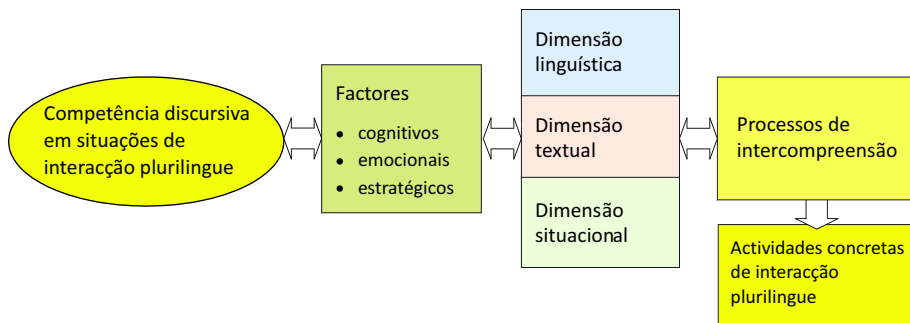 Competência discursiva
em situações de
interacção plurilingue
Factores
• cognitivos
• emocionais
• estratégicos
Dimensão
linguística
Dimensão
textual
Dimensão
situacional
Processos de
intercompreensão
Actividades concretas
de interacção
plurilingue